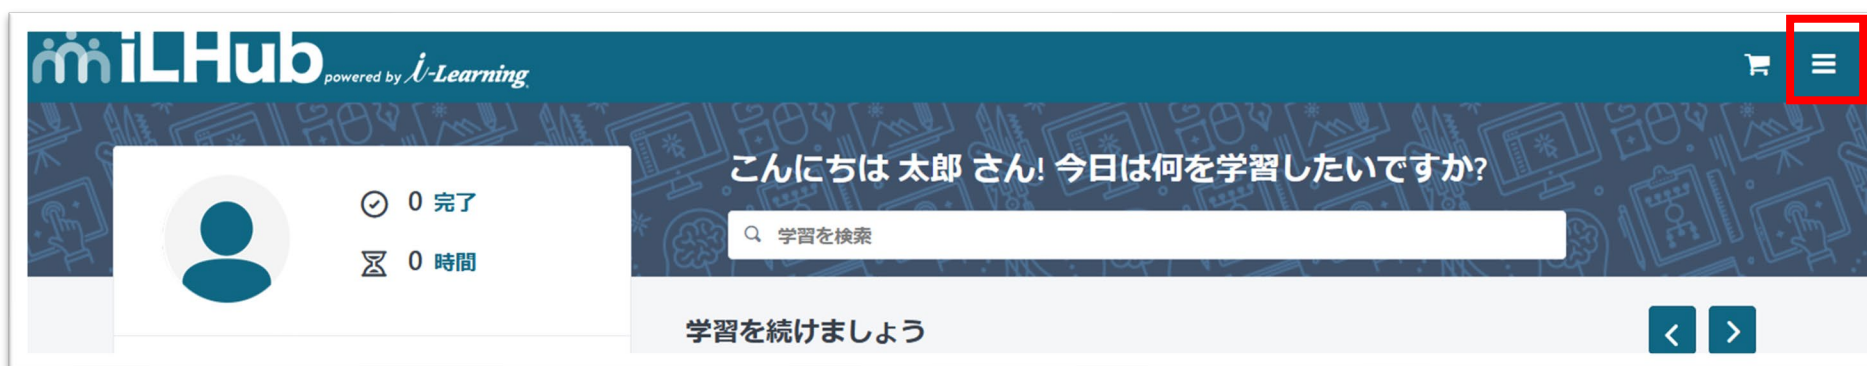 iLHub powered by i-Learning
こんにちは 太郎 さん! 今日は何を学習したいですか?
0 完了
学習を検索
0 時間
学習を続けましょう